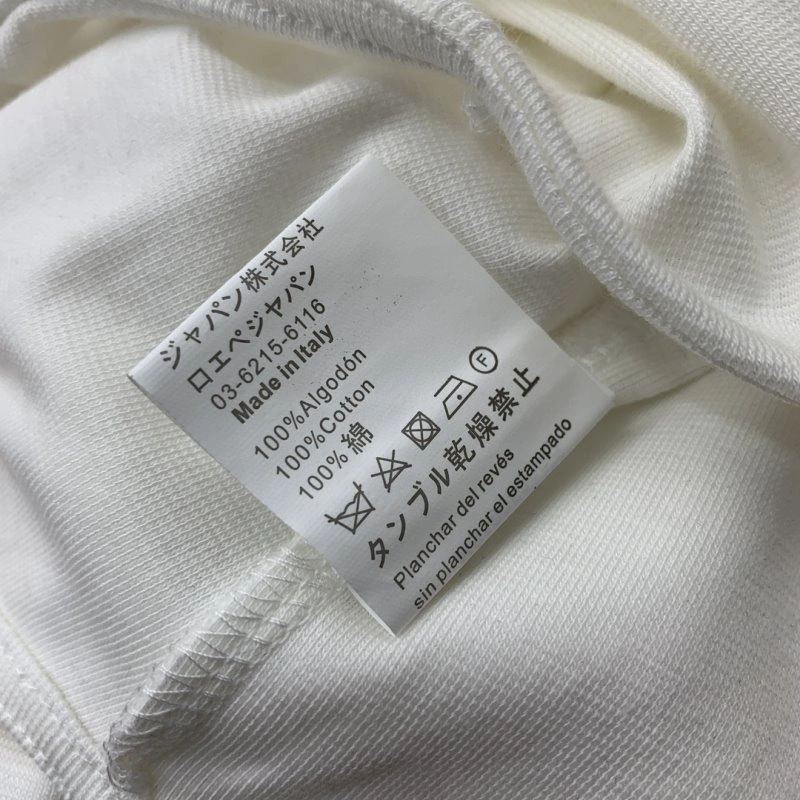 ジャパン株式会社
ロエベジャパン
03-6215-6116
Made in Italy
100%Algodón
100%Cotton
100%綿
F
タンブル乾燥禁止
Planchar del revés
sin planchar el estampado